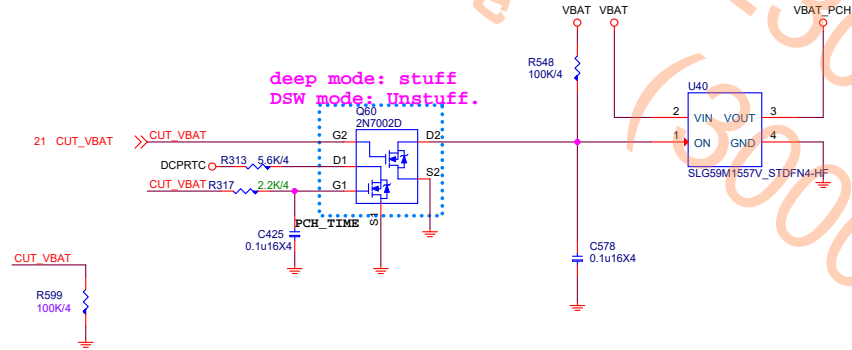 VBAT VBAT VBAT_PCH
R548
100K/4
deep mode: stuff
DSW mode: Unstuff.
U40
Q60
2N7002D
2 VIN VOUT 3
1 ON GND 4
SLG59M1557V_STDFN4-HF
21 CUT_VBAT CUT_VBAT G2 D2
DCPRTC R313 5.6K/4 D1
S2
CUT_VBAT R317 2.2K/4 G1
S1
PCH_TIME
C425
0.1u16X4
C578
0.1u16X4
CUT_VBAT
R599
100K/4
(3000